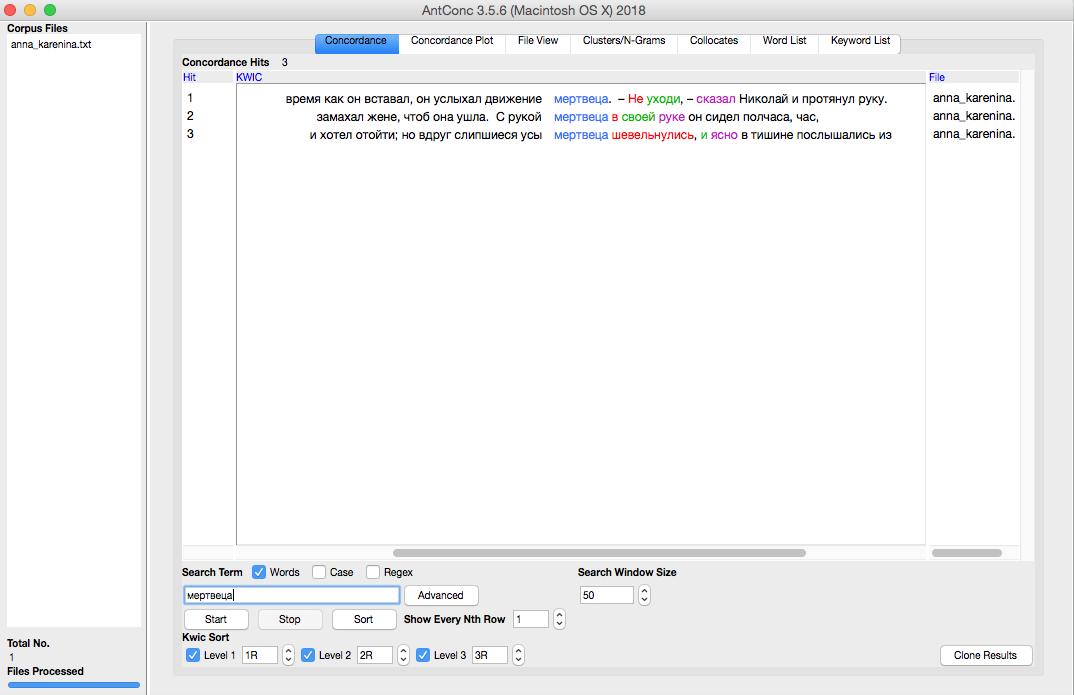 AntConc 3.5.6 (Macintosh OS X) 2018
Corpus Files
anna_karenina.txt
Concordance Concordance Plot File View Clusters/N-Grams Collocates Word List Keyword List
Concordance Hits 3
Hit KWIC File
1 время как он вставал, он услыхал движение мертвеца. – Не уходи, – сказал Николай и протянул руку. anna_karenina.
2 замахал жене, чтоб она ушла. С рукой мертвеца в своей руке он сидел полчаса, час, anna_karenina.
3 и хотел отойти; но вдруг слипшиеся усы мертвеца шевельнулись, и ясно в тишине послышались из anna_karenina.
Search Term Words Case Regex Search Window Size
мертвеца Advanced 50
Start Stop Sort Show Every Nth Row 1
Kwic Sort
Level 1 1R Level 2 2R Level 3 3R Clone Results
Total No.
1
Files Processed